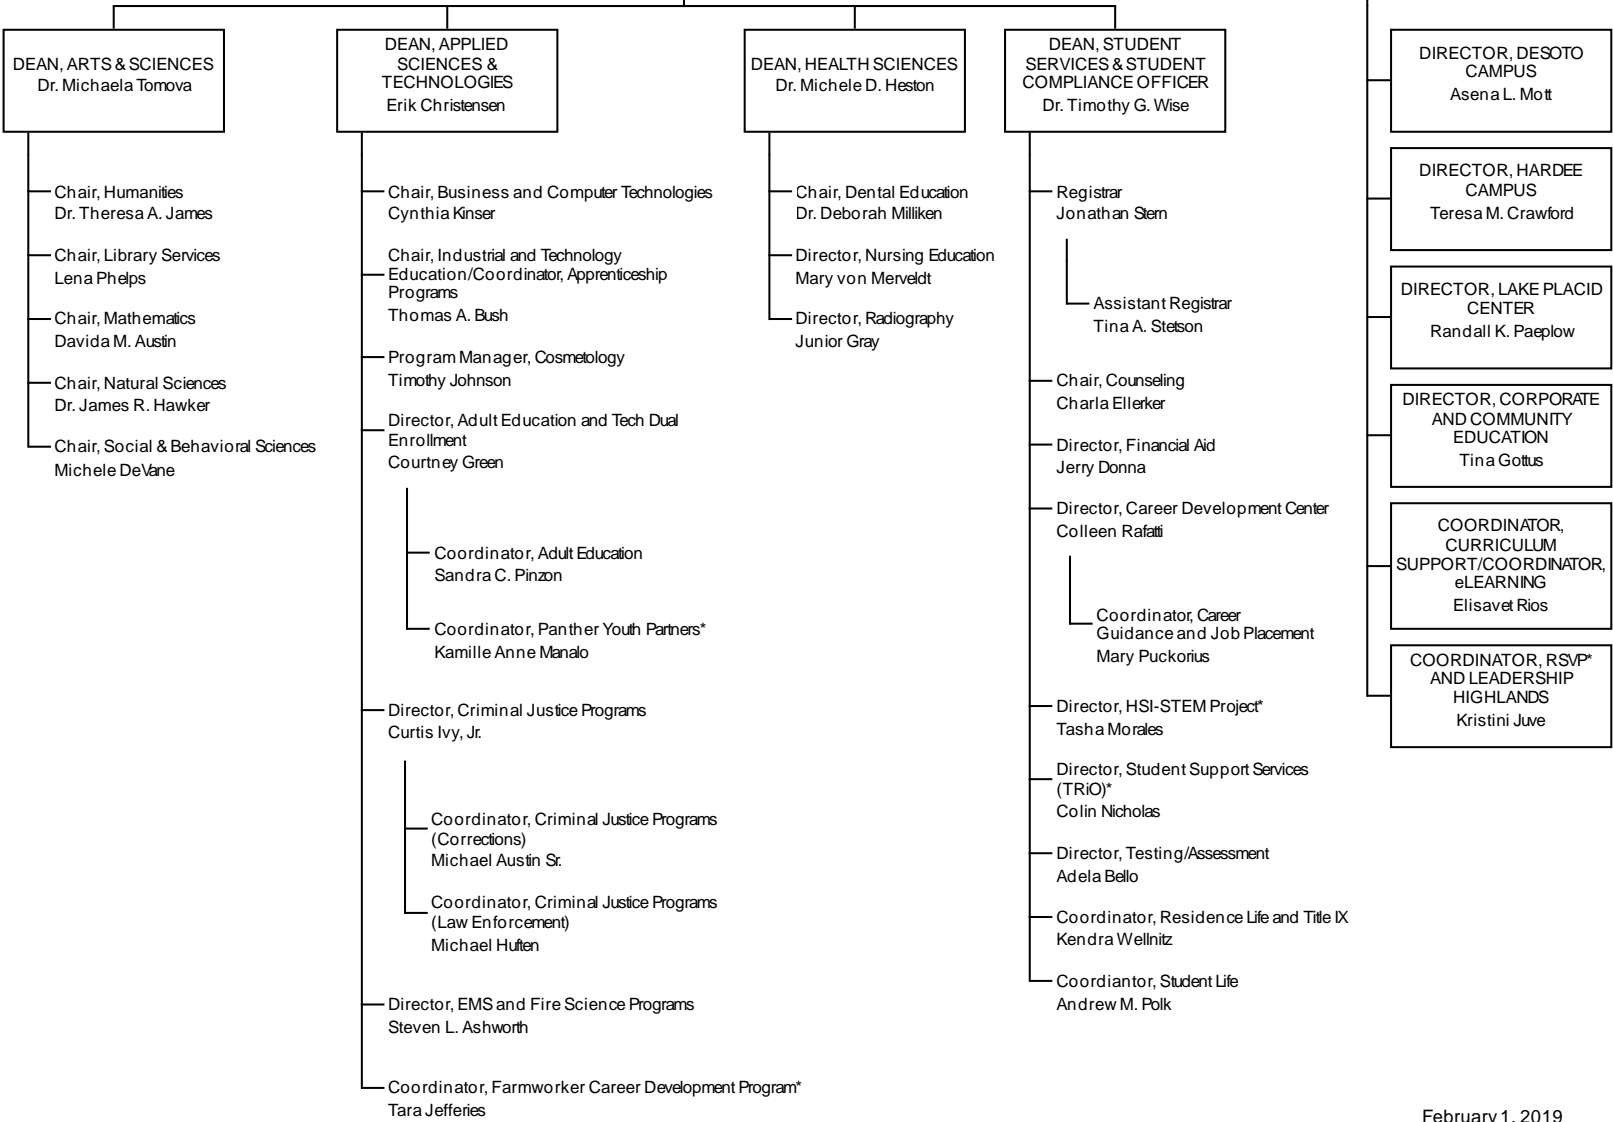 DEAN, ARTS & SCIENCES
Dr. Michaela Tomova
Chair, Humanities
Dr. Theresa A. James
Chair, Library Services
Lena Phelps
Chair, Mathematics
Davida M. Austin
Chair, Natural Sciences
Dr. James R. Hawker
Chair, Social & Behavioral Sciences
Michele DeVane
DEAN, APPLIED
SCIENCES &
TECHNOLOGIES
Erik Christensen
Chair, Business and Computer Technologies
Cynthia Kinser
Chair, Industrial and Technology
Education/Coordinator, Apprenticeship
Programs
Thomas A. Bush
Program Manager, Cosmetology
Timothy Johnson
Director, Adult Education and Tech Dual
Enrollment
Courtney Green
Coordinator, Adult Education
Sandra C. Pinzon
Coordinator, Panther Youth Partners*
Kamille Anne Manalo
Director, Criminal Justice Programs
Curtis Ivy, Jr.
Coordinator, Criminal Justice Programs
(Corrections)
Michael Austin Sr.
Coordinator, Criminal Justice Programs
(Law Enforcement)
Michael Huften
Director, EMS and Fire Science Programs
Steven L. Ashworth
Coordinator, Farmworker Career Development Program*
Tara Jefferies
DEAN, HEALTH SCIENCES
Dr. Michele D. Heston
Chair, Dental Education
Dr. Deborah Milliken
Director, Nursing Education
Mary von Merveldt
Director, Radiography
Junior Gray
DEAN, STUDENT
SERVICES & STUDENT
COMPLIANCE OFFICER
Dr. Timothy G. Wise
Registrar
Jonathan Stern
Assistant Registrar
Tina A. Stetson
Chair, Counseling
Charla Ellerker
Director, Financial Aid
Jerry Donna
Director, Career Development Center
Colleen Rafatti
Coordinator, Career
Guidance and Job Placement
Mary Puckorius
Director, HSI-STEM Project*
Tasha Morales
Director, Student Support Services
(TRiO)*
Colin Nicholas
Director, Testing/Assessment
Adela Bello
Coordinator, Residence Life and Title IX
Kendra Wellnitz
Coordiantor, Student Life
Andrew M. Polk
DIRECTOR, DESOTO
CAMPUS
Asena L. Mott
DIRECTOR, HARDEE
CAMPUS
Teresa M. Crawford
DIRECTOR, LAKE PLACID
CENTER
Randall K. Paeplow
DIRECTOR, CORPORATE
AND COMMUNITY
EDUCATION
Tina Gottus
COORDINATOR,
CURRICULUM
SUPPORT/COORDINATOR,
eLEARNING
Elisavet Rios
COORDINATOR, RSVP*
AND LEADERSHIP
HIGHLANDS
Kristini Juve
February 1, 2019